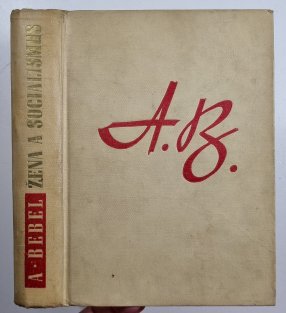 A • BEBEL ŽENA A SOCIALISMUS
A.B.